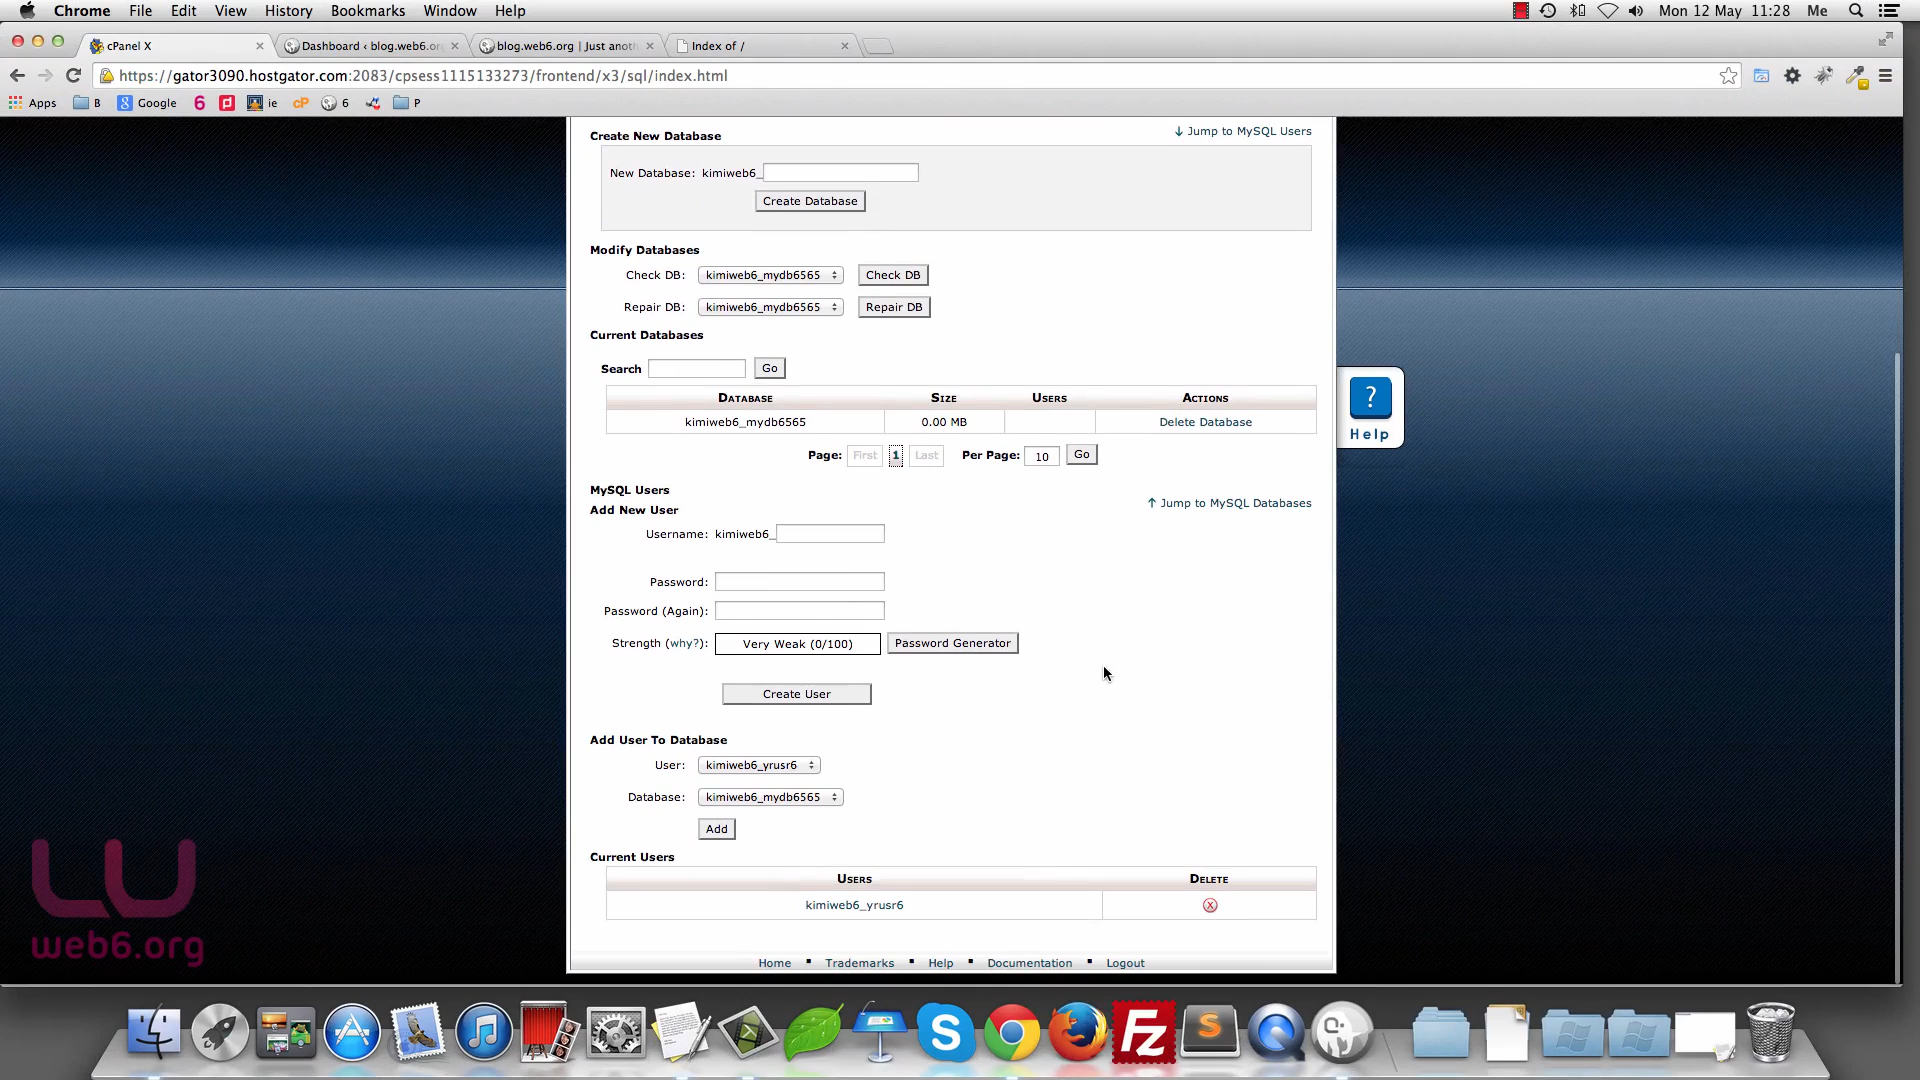 Chrome File Edit View History Bookmarks Window Help Mon 12 May 11:28 Me
cPanel X Dashboard ‹ blog.web6.or blog.web6.org | Just anoth Index of /
https://gator3090.hostgator.com:2083/cpsess1115133273/frontend/x3/sql/index.html
Apps B Google 6 ie cP 6 P
Create New Database ↓ Jump to MySQL Users
New Database: kimiweb6_
Create Database
Modify Databases
Check DB: kimiweb6_mydb6565 Check DB
Repair DB: kimiweb6_mydb6565 Repair DB
Current Databases
Search Go
Database Size Users Actions
kimiweb6_mydb6565 0.00 MB Delete Database
Page: First 1 Last Per Page: 10 Go
MySQL Users
↑ Jump to MySQL Databases
Add New User
Username: kimiweb6_
Password:
Password (Again):
Strength (why?): Very Weak (0/100) Password Generator
Create User
Add User To Database
User: kimiweb6_yrusr6
Database: kimiweb6_mydb6565
Add
Current Users
Users Delete
kimiweb6_yrusr6
Home ▪ Trademarks ▪ Help ▪ Documentation ▪ Logout
? Help
web6.org